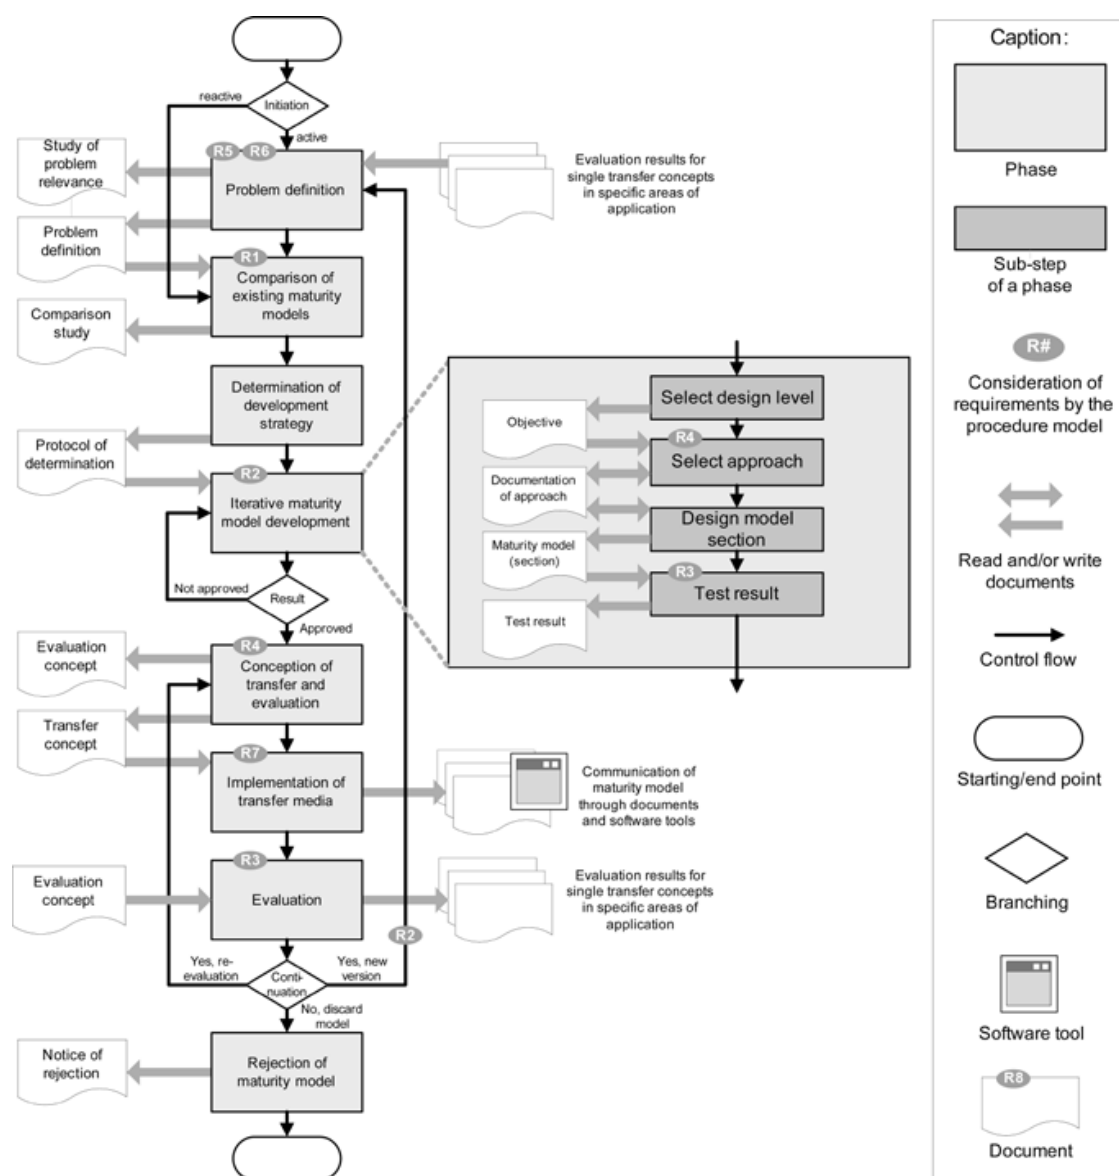 Initiation
reactive
active
R5
R6
Problem definition
Study of
problem
relevance
Problem
definition
Evaluation results for
single transfer concepts
in specific areas of
application
R1
Comparison of
existing maturity
models
Comparison
study
Determination of
development
strategy
Protocol of
determination
R2
Iterative maturity
model development
Not approved
Result
Approved
Evaluation
concept
R4
Conception of
transfer and
evaluation
Transfer
concept
R7
Implementation of
transfer media
Communication of
maturity model
through documents
and software tools
R3
Evaluation
Evaluation
concept
Evaluation results for
single transfer concepts
in specific areas of
application
R2
Yes, re-
evaluation
Conti-
nuation
Yes, new
version
No, discard
model
Rejection of
maturity model
Notice of
rejection
Select design level
Objective
R4
Select approach
Documentation
of approach
Design model
section
Maturity model
(section)
R3
Test result
Test result
Caption:
Phase
Sub-step
of a phase
R#
Consideration of
requirements by the
procedure model
Read and/or write
documents
Control flow
Starting/end point
Branching
Software tool
R8
Document